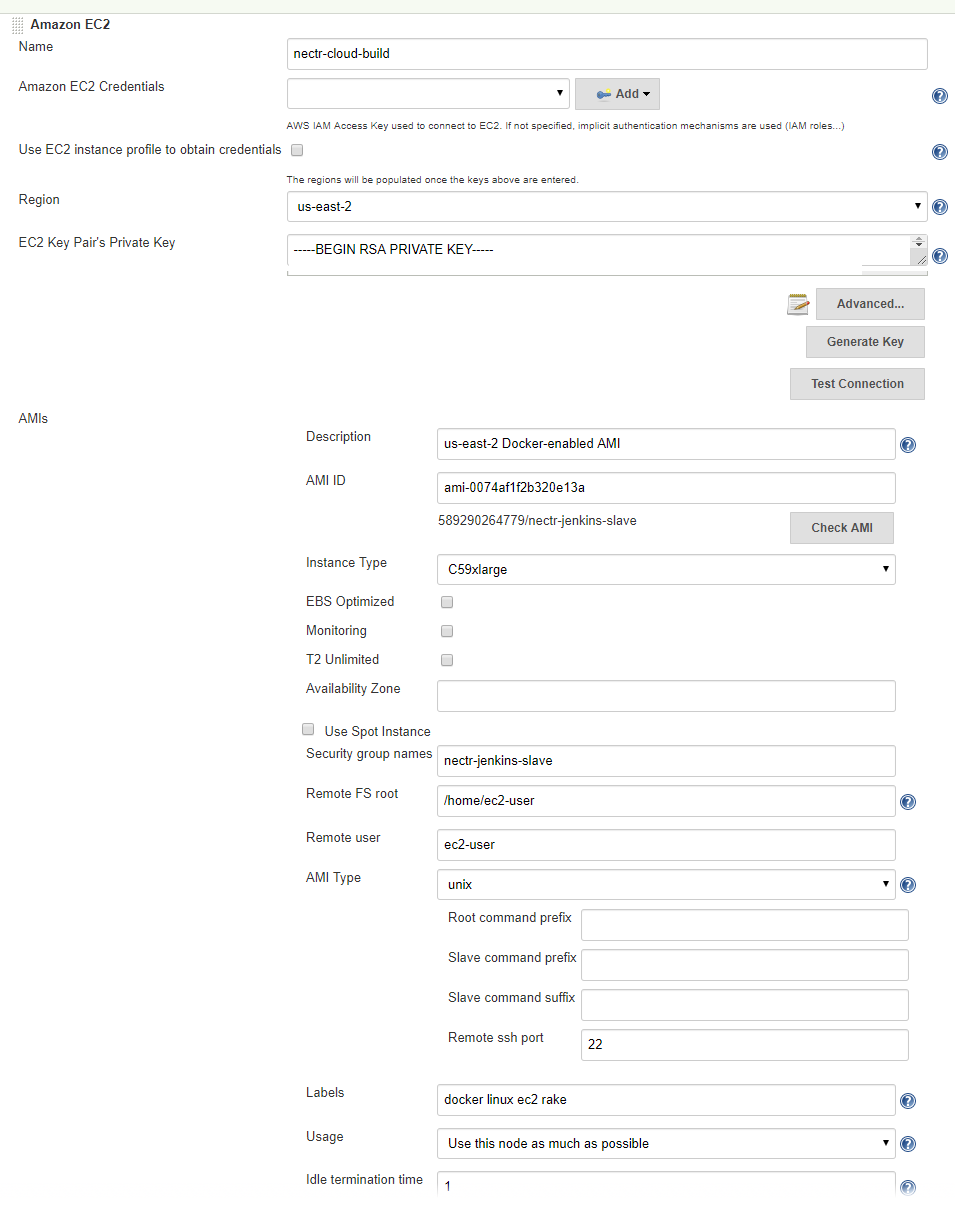 Amazon EC2
Name
nectr-cloud-build
Amazon EC2 Credentials
Add
AWS IAM Access Key used to connect to EC2. If not specified, implicit authentication mechanisms are used (IAM roles...)
Use EC2 instance profile to obtain credentials
The regions will be populated once the keys above are entered.
Region
us-east-2
EC2 Key Pair's Private Key
-----BEGIN RSA PRIVATE KEY-----
Advanced...
Generate Key
Test Connection
AMIs
Description
us-east-2 Docker-enabled AMI
AMI ID
ami-0074af1f2b320e13a
589290264779/nectr-jenkins-slave
Check AMI
Instance Type
C59xlarge
EBS Optimized
Monitoring
T2 Unlimited
Availability Zone
Use Spot Instance
Security group names
nectr-jenkins-slave
Remote FS root
/home/ec2-user
Remote user
ec2-user
AMI Type
unix
Root command prefix
Slave command prefix
Slave command suffix
Remote ssh port
22
Labels
docker linux ec2 rake
Usage
Use this node as much as possible
Idle termination time
1